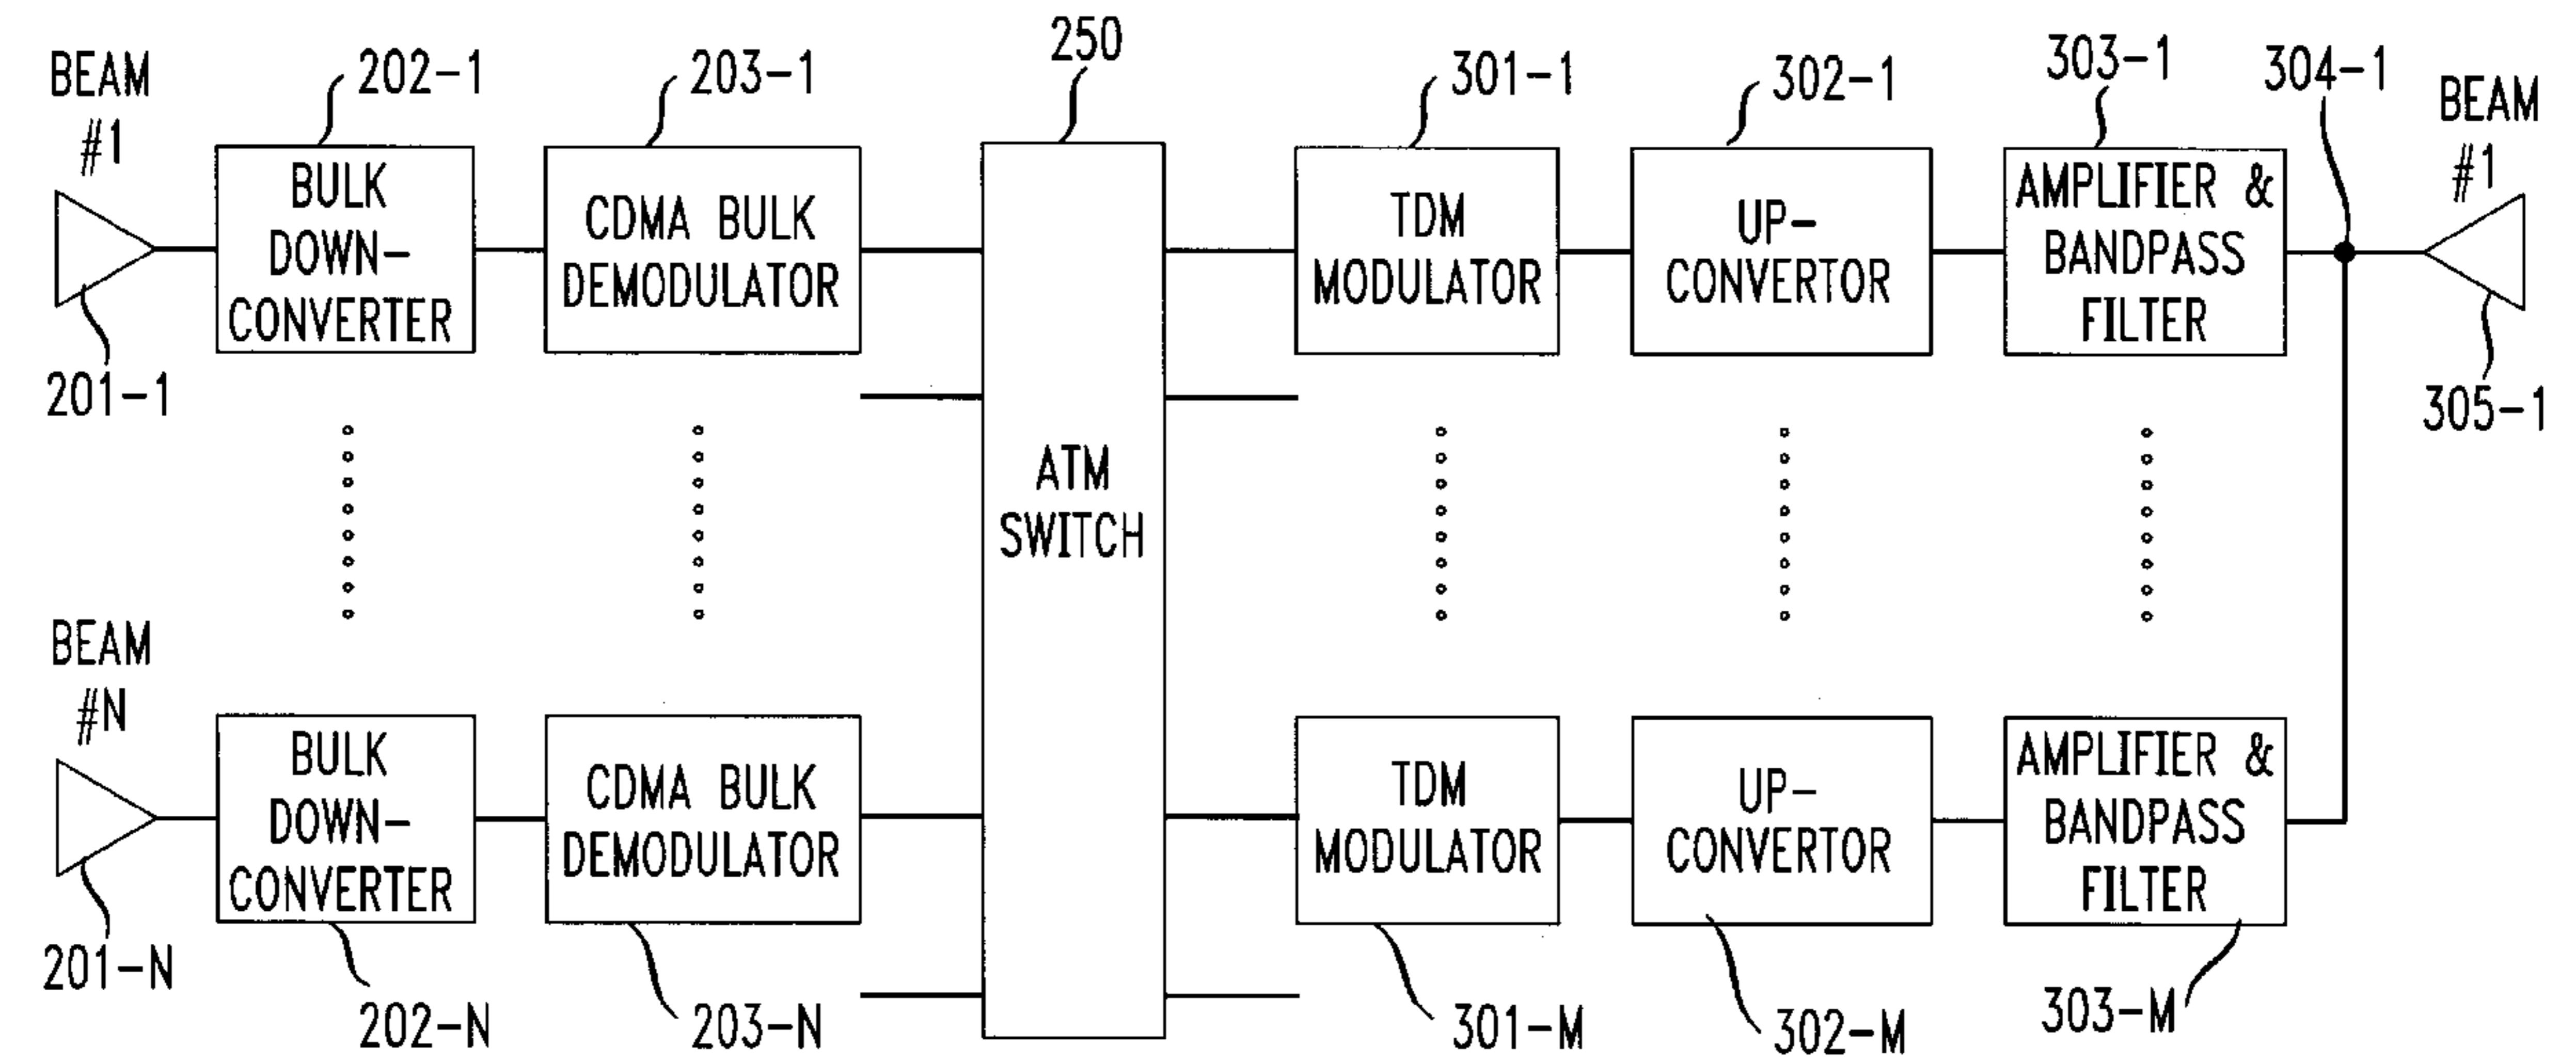 BEAM
#1
201-1
202-1
BULK
DOWN-
CONVERTER
203-1
CDMA BULK
DEMODULATOR
250
ATM
SWITCH
301-1
TDM
MODULATOR
302-1
UP-
CONVERTOR
303-1
AMPLIFIER &
BANDPASS
FILTER
304-1
BEAM
#1
305-1
BEAM
#N
201-N
BULK
DOWN-
CONVERTER
202-N
CDMA BULK
DEMODULATOR
203-N
TDM
MODULATOR
301-M
UP-
CONVERTOR
302-M
AMPLIFIER &
BANDPASS
FILTER
303-M